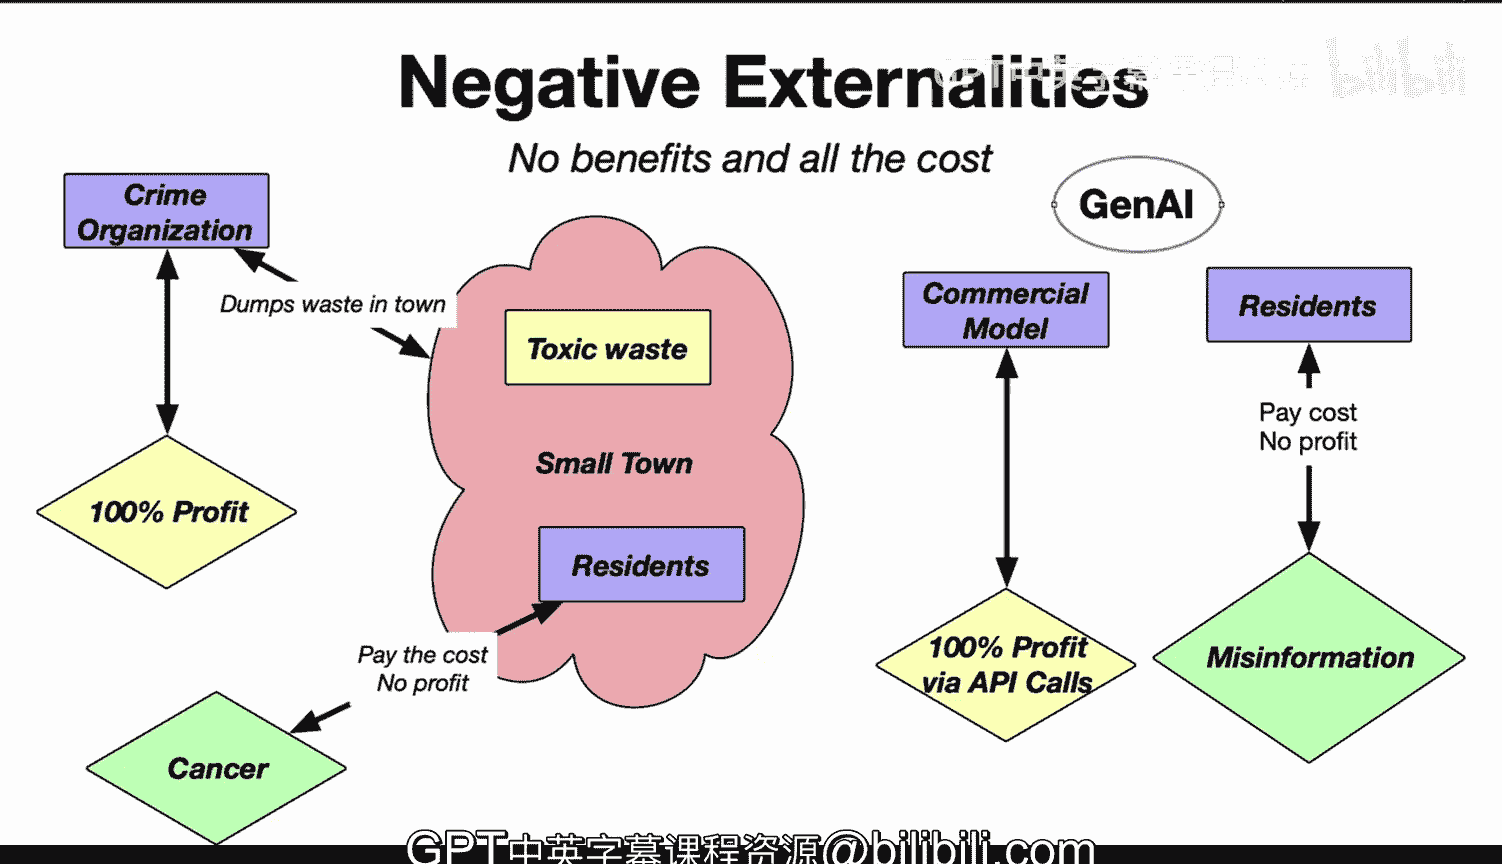 Negative Externalities
No benefits and all the cost
Crime
Organization
Dumps waste in town
100% Profit
Toxic waste
Small Town
Residents
Pay the cost
No profit
Cancer
GenAI
Commercial
Model
100% Profit
via API Calls
Residents
Pay cost
No profit
Misinformation
bilibili
GPT中英字幕课程资源@bilibili.com